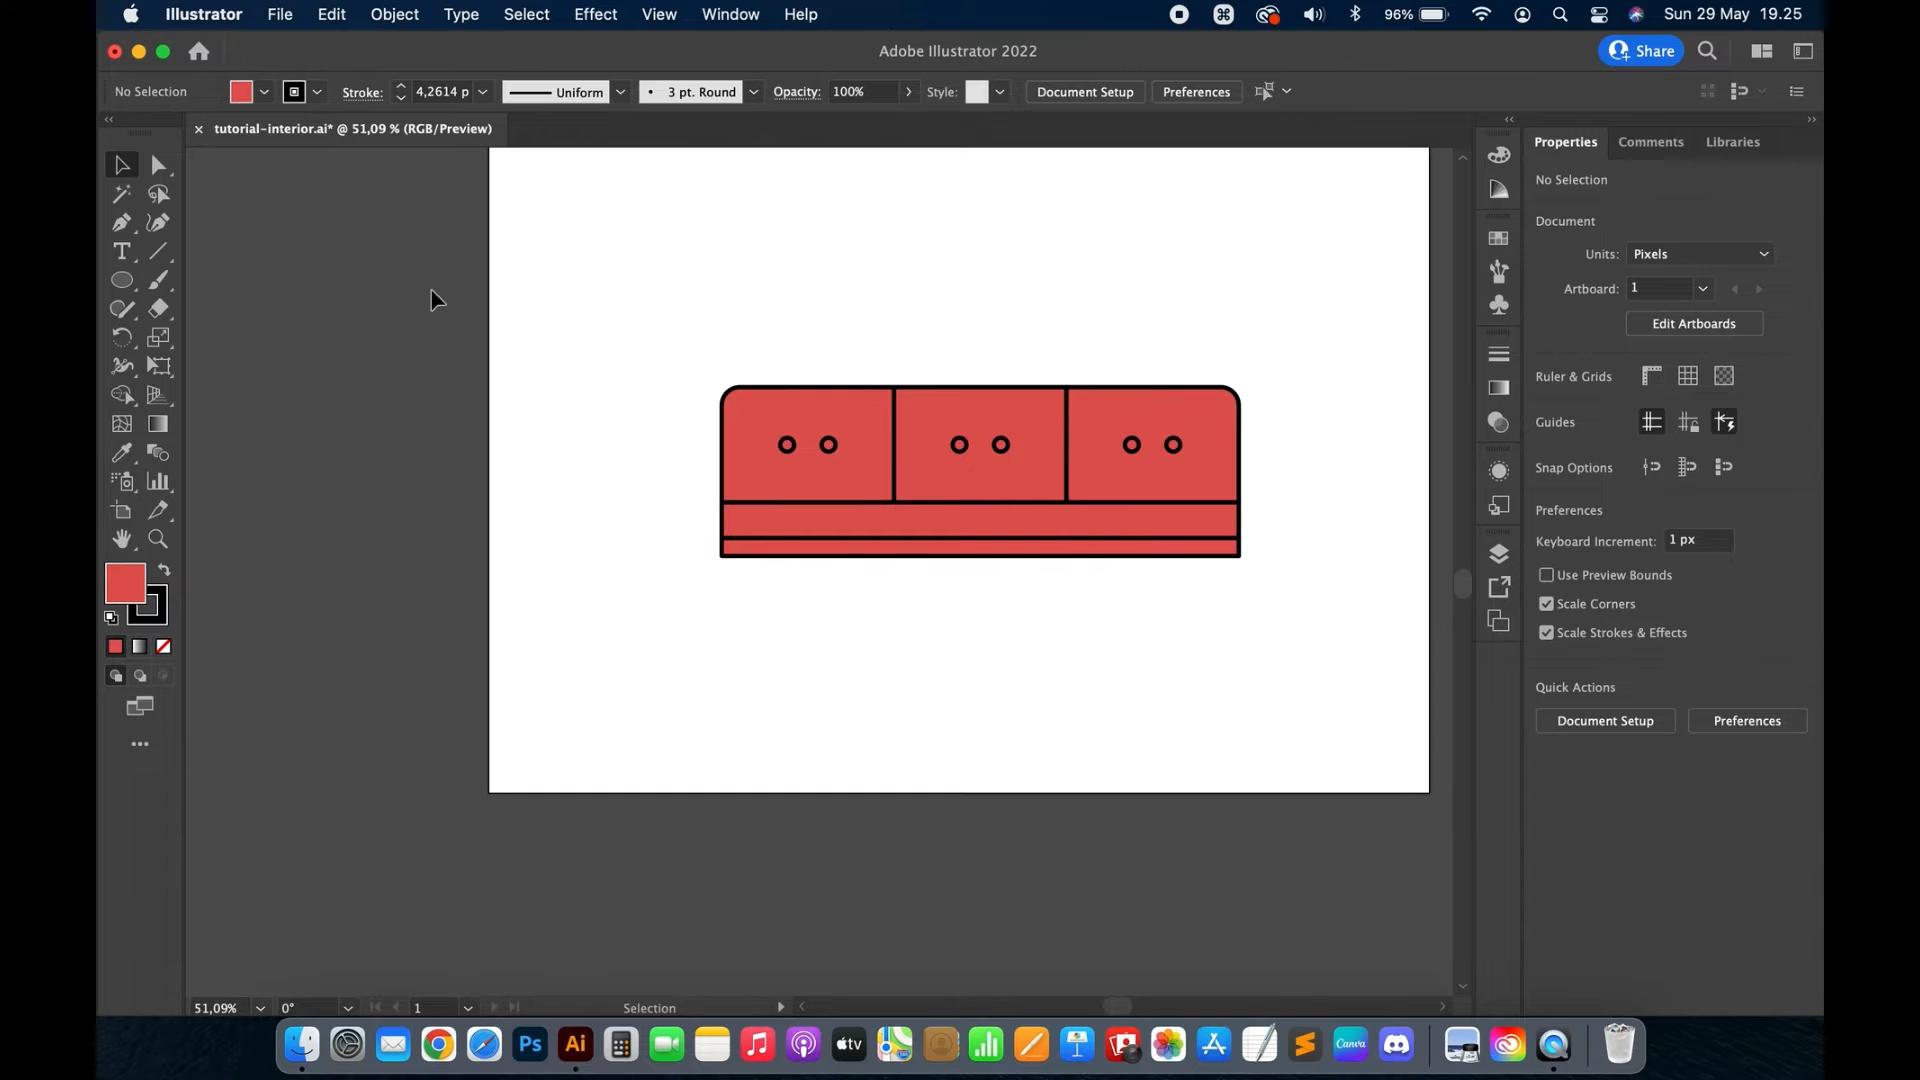 Illustrator File Edit Object Type Select Effect View Window Help 96% Sun 29 May 19.25
Adobe Illustrator 2022
Share
No Selection Stroke: 4,2614 p Uniform 3 pt. Round Opacity: 100% Style: Document Setup Preferences
tutorial-interior.ai* @ 51,09 % (RGB/Preview)
Properties Comments Libraries
No Selection
Document
Units: Pixels
Artboard: 1
Edit Artboards
Ruler & Grids
Guides
Snap Options
Preferences
Keyboard Increment: 1 px
Use Preview Bounds
Scale Corners
Scale Strokes & Effects
Quick Actions
Document Setup Preferences
51,09% 0° 1 Selection
Ps Ai tv Canva